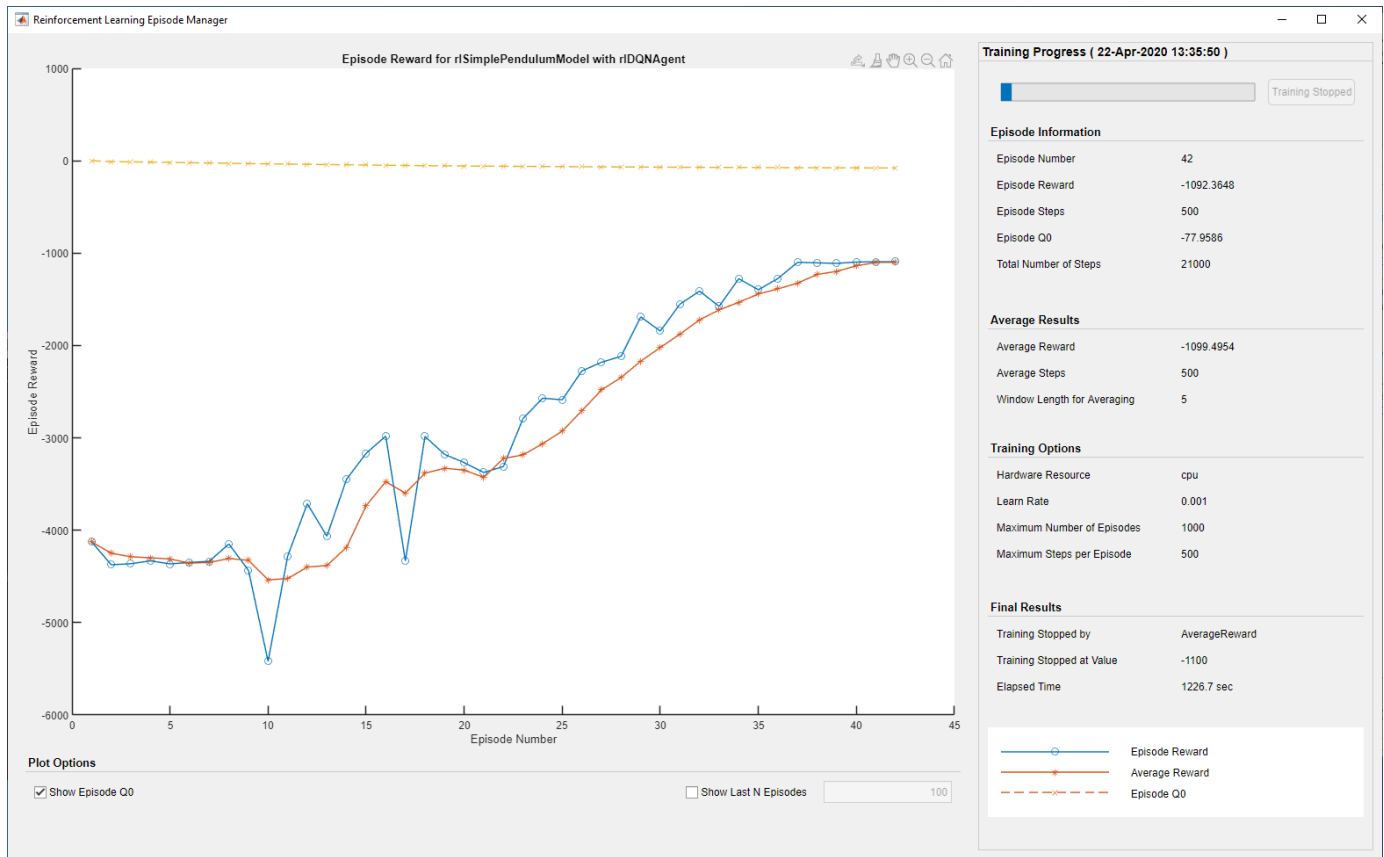 Reinforcement Learning Episode Manager
Episode Reward for rlSimplePendulumModel with rlDQNAgent
1000
0
-1000
-2000
-3000
-4000
-5000
-6000
Episode Reward
0 5 10 15 20 25 30 35 40 45
Episode Number
Plot Options
Show Episode Q0
Show Last N Episodes 100
Training Progress ( 22-Apr-2020 13:35:50 )
Training Stopped
Episode Information
Episode Number 42
Episode Reward -1092.3648
Episode Steps 500
Episode Q0 -77.9586
Total Number of Steps 21000
Average Results
Average Reward -1099.4954
Average Steps 500
Window Length for Averaging 5
Training Options
Hardware Resource cpu
Learn Rate 0.001
Maximum Number of Episodes 1000
Maximum Steps per Episode 500
Final Results
Training Stopped by AverageReward
Training Stopped at Value -1100
Elapsed Time 1226.7 sec
Episode Reward
Average Reward
Episode Q0